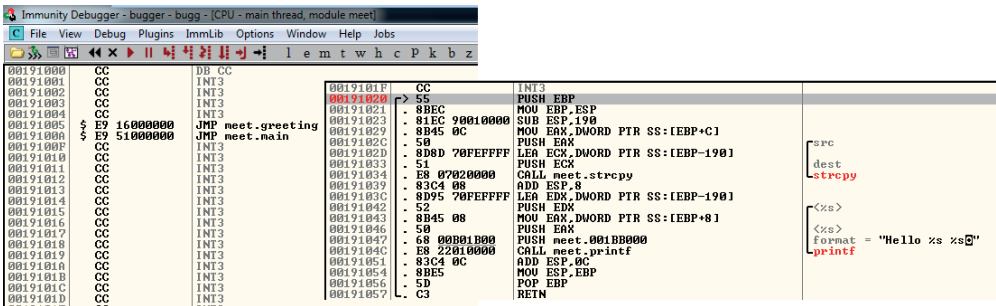 Immunity Debugger - bugger - bugg - [CPU - main thread, module meet]
C File View Debug Plugins ImmLib Options Window Help Jobs
l e m t w h c P k b z
00191000 CC DB CC
00191001 CC INT3
00191002 CC INT3
00191003 CC INT3
00191004 CC INT3
00191005 $ E9 16000000 JMP meet.greeting
0019100A $ E9 51000000 JMP meet.main
0019100F CC INT3
00191010 CC INT3
00191011 CC INT3
00191012 CC INT3
00191013 CC INT3
00191014 CC INT3
00191015 CC INT3
00191016 CC INT3
00191017 CC INT3
00191018 CC INT3
00191019 CC INT3
0019101A CC INT3
0019101B CC INT3
0019101C CC INT3
0019101D CC INT3
0019101F CC INT3
00191020 > 55 PUSH EBP
00191021 . 8BEC MOV EBP,ESP
00191023 . 81EC 90010000 SUB ESP,190
00191029 . 8B45 0C MOV EAX,DWORD PTR SS:[EBP+C]
0019102C . 50 PUSH EAX src
0019102D . 8D8D 70FEFFFF LEA ECX,DWORD PTR SS:[EBP-190]
00191033 . 51 PUSH ECX dest
00191034 . E8 07020000 CALL meet.strcpy strcpy
00191039 . 83C4 08 ADD ESP,8
0019103C . 8D95 70FEFFFF LEA EDX,DWORD PTR SS:[EBP-190]
00191042 . 52 PUSH EDX <%s>
00191043 . 8B45 08 MOV EAX,DWORD PTR SS:[EBP+8]
00191046 . 50 PUSH EAX <%s>
00191047 . 68 00B01B00 PUSH meet.001BB000 format = "Hello %s %s◙"
0019104C . E8 22010000 CALL meet.printf printf
00191051 . 83C4 0C ADD ESP,0C
00191054 . 8BE5 MOV ESP,EBP
00191056 . 5D POP EBP
00191057 . C3 RETN